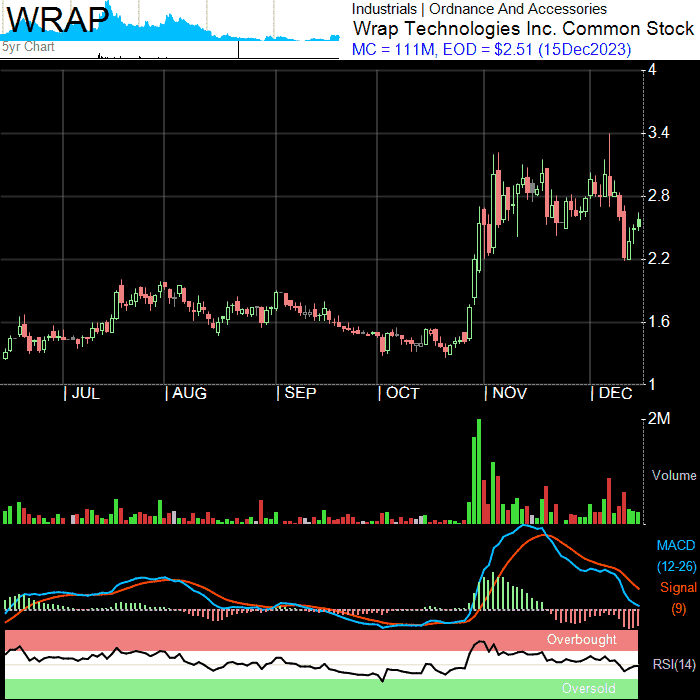 WRAP
5yr Chart
Industrials | Ordnance And Accessories
Wrap Technologies Inc. Common Stock
MC = 111M, EOD = $2.51 (15Dec2023)
4
3.4
2.8
2.2
1.6
1
| JUL | AUG | SEP | OCT | NOV | DEC
2M
Volume
MACD
(12-26)
Signal
(9)
Overbought
RSI(14)
Oversold